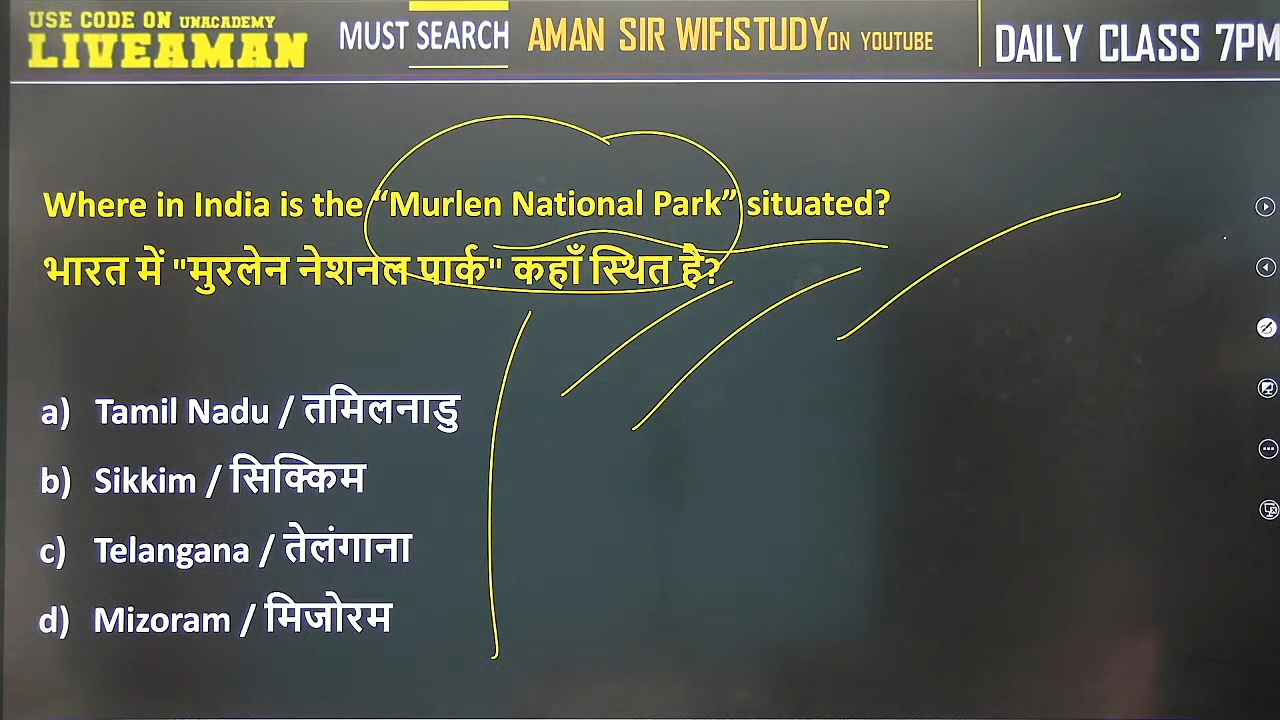 USE CODE ON UNACADEMY
LIVEAMAN
MUST SEARCH AMAN SIR WIFISTUDY ON YOUTUBE
DAILY CLASS 7PM
Where in India is the “Murlen National Park” situated?
भारत में "मुरलेन नेशनल पार्क" कहाँ स्थित है?
a) Tamil Nadu / तमिलनाडु
b) Sikkim / सिक्किम
c) Telangana / तेलंगाना
d) Mizoram / मिजोरम